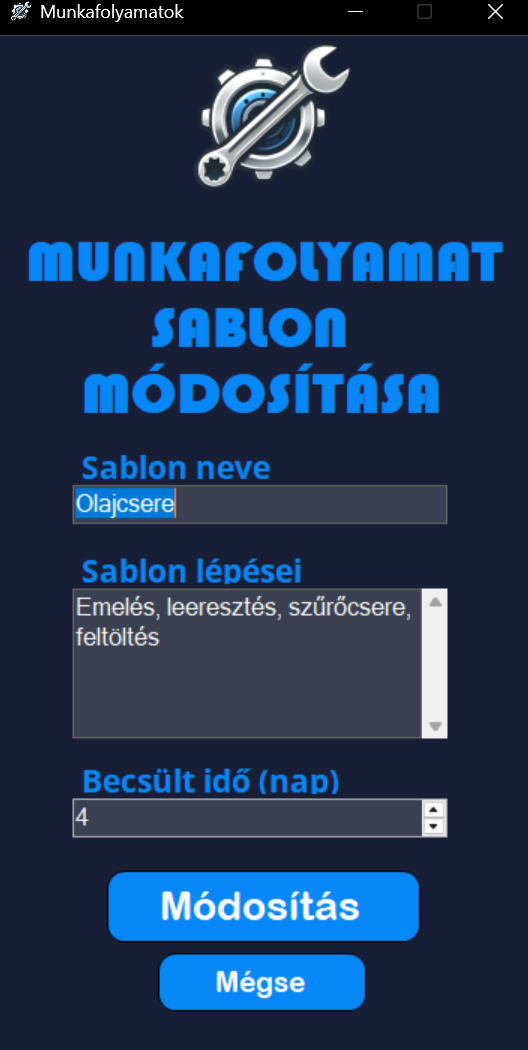 Munkafolyamatok
MUNKAFOLYAMAT
SABLON
MÓDOSÍTÁSA
Sablon neve
Olajcsere
Sablon lépései
Emelés, leeresztés, szűrőcsere,
feltöltés
Becsült idő (nap)
4
Módosítás
Mégse